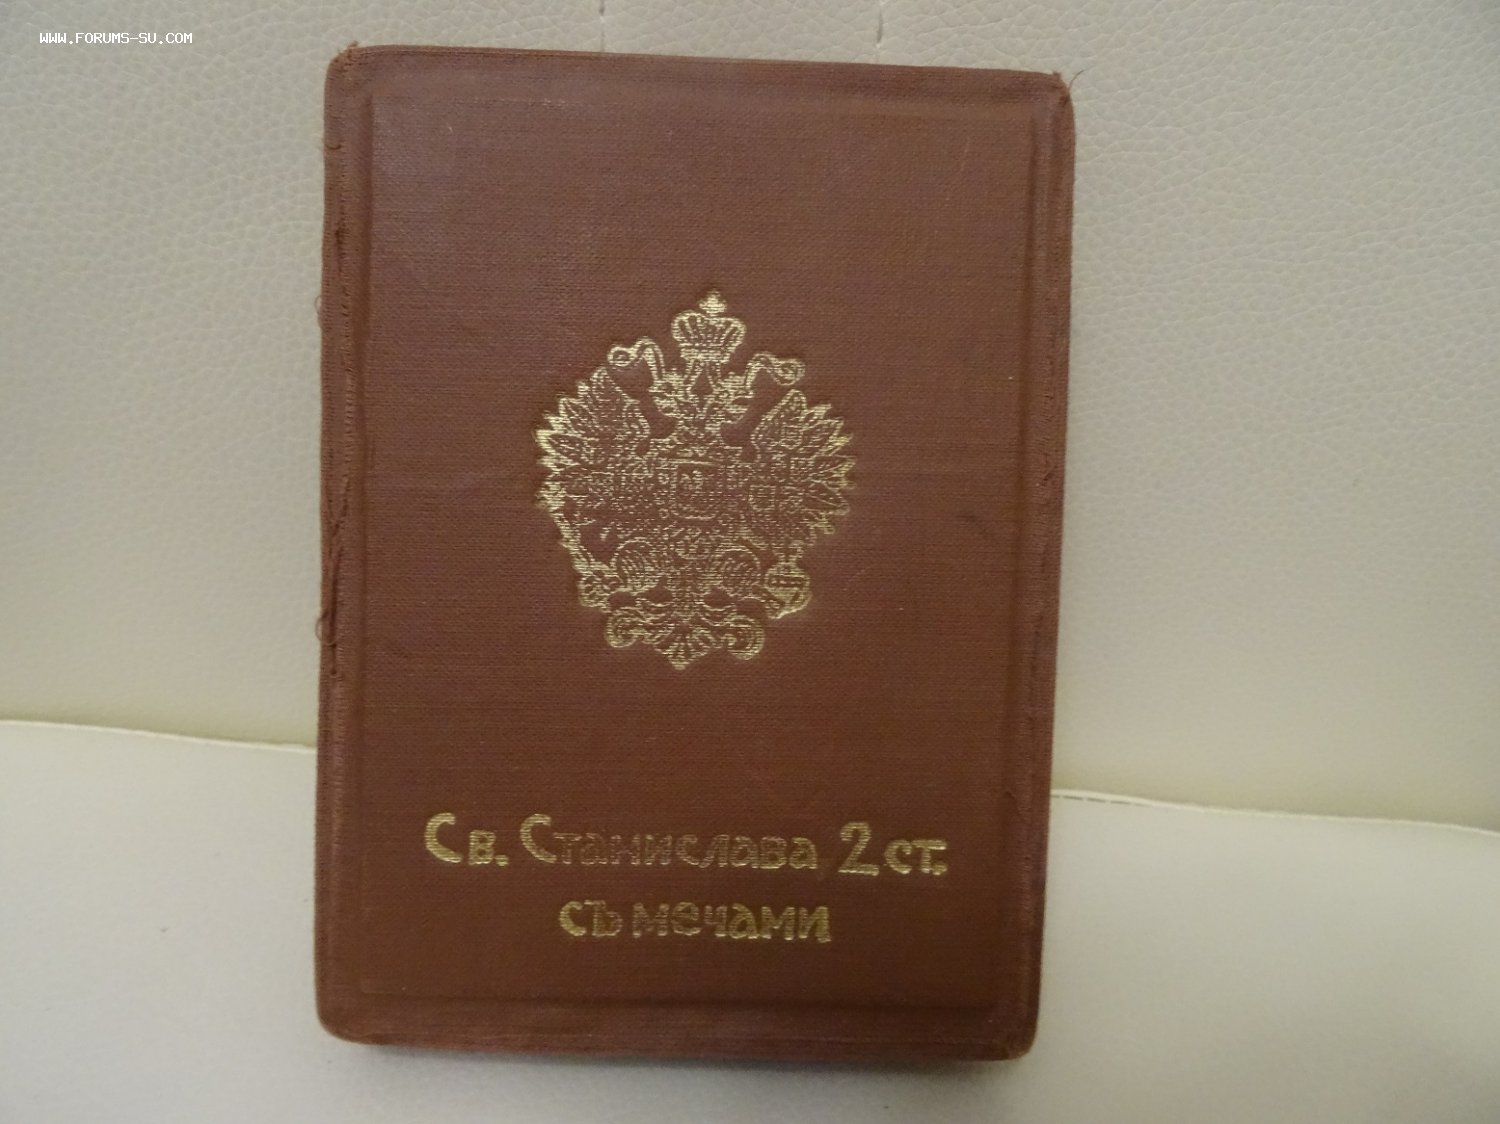 www.forums-su.com
Св. Станислава 2 ст.
съ мечами